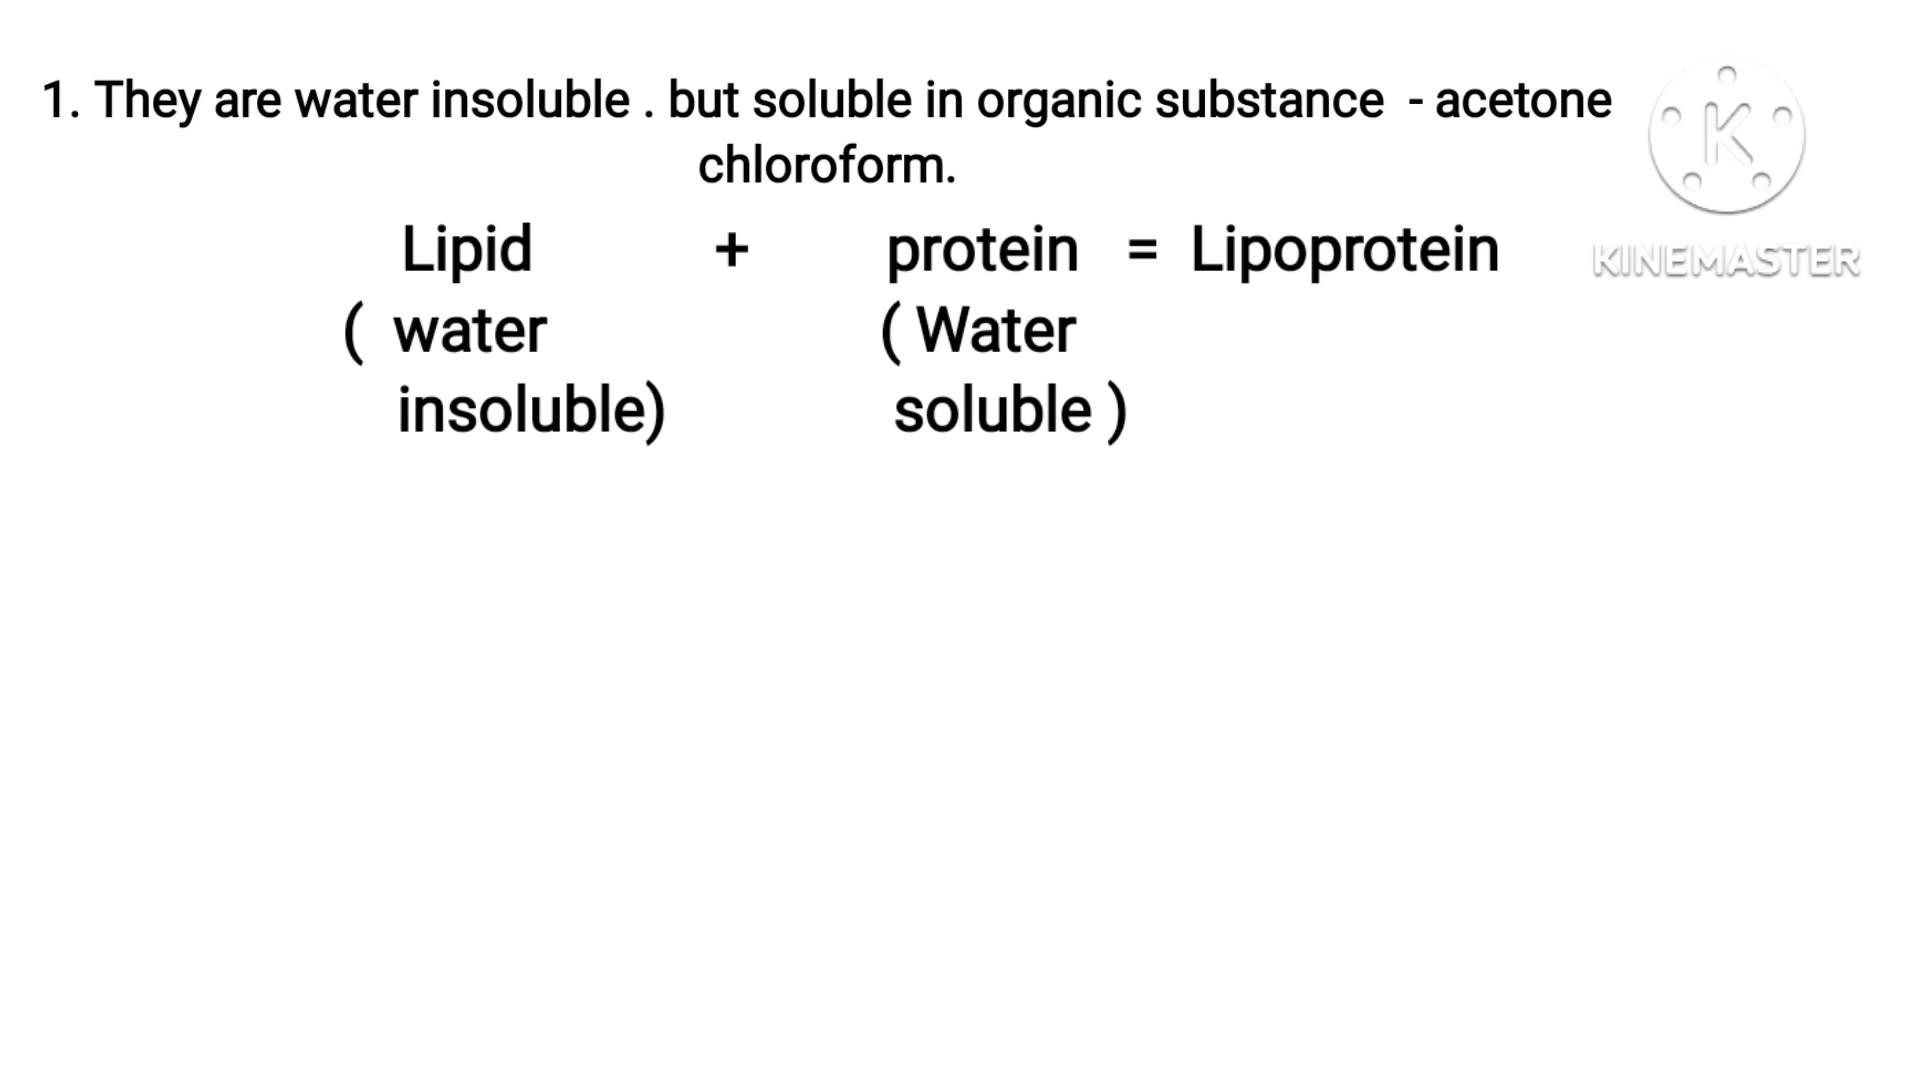 1. They are water insoluble . but soluble in organic substance - acetone
chloroform.
Lipid + protein = Lipoprotein
( water ( Water
insoluble) soluble )
K
KINEMASTER